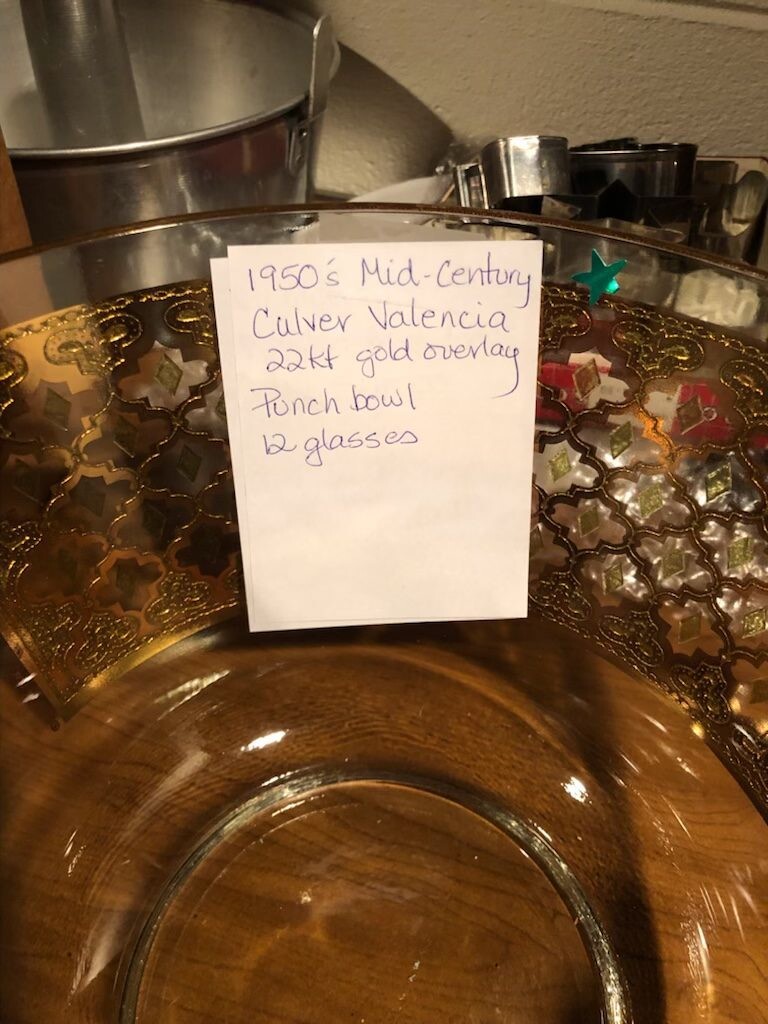 1950's Mid-Century
Culver Valencia
22kt gold overlay
Punch bowl
12 glasses